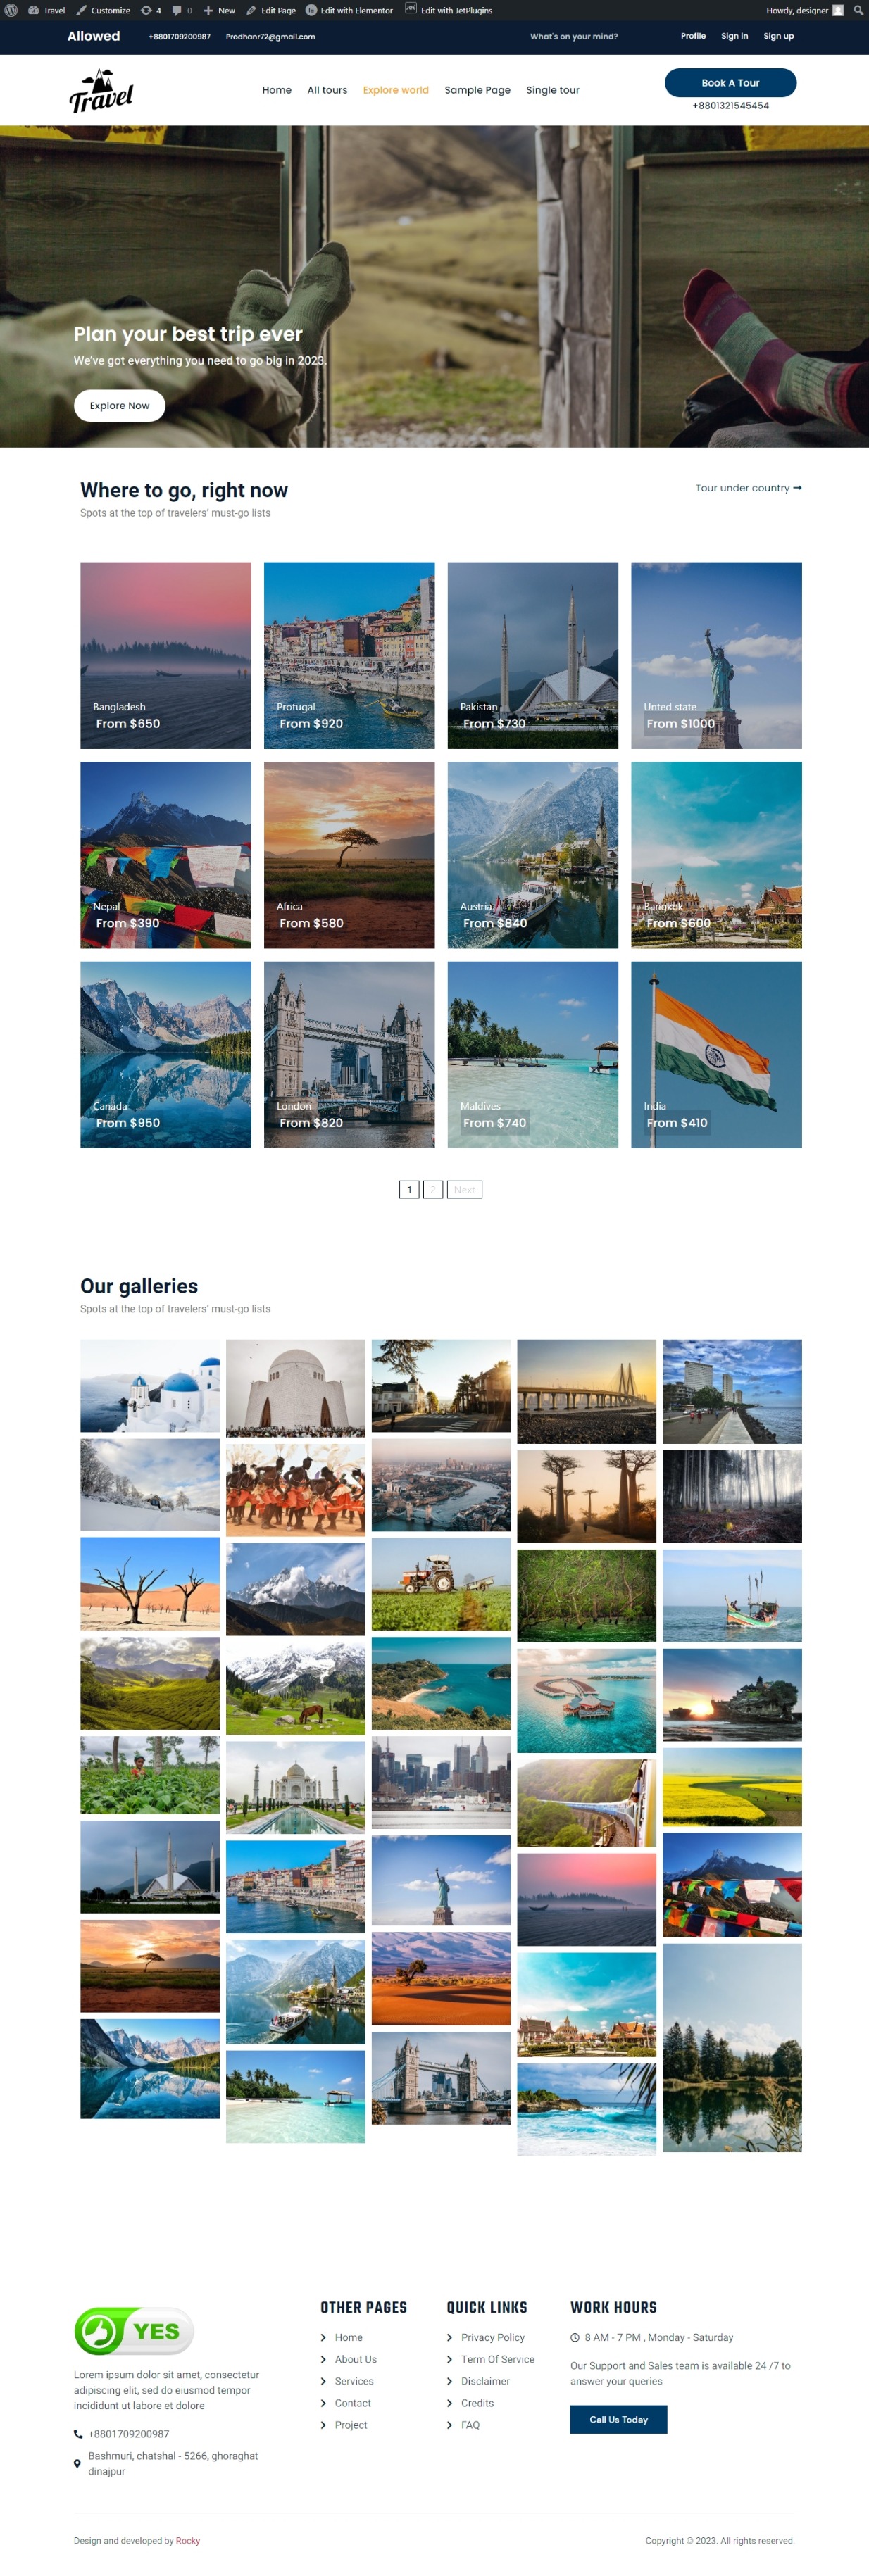 Travel Customize 4 0 New Edit Page Edit with Elementor Edit with JetPlugins Howdy, designer
Allowed +8801709200987 Prodhanr72@gmail.com What's on your mind? Profile Sign in Sign up
Travel
Home All tours Explore world Sample Page Single tour
Book A Tour
+8801321545454
Plan your best trip ever
We've got everything you need to go big in 2023.
Explore Now
Where to go, right now
Tour under country
Spots at the top of travelers' must-go lists
Bangladesh
From $650
Protugal
From $920
Pakistan
From $730
Unted state
From $1000
Nepal
From $390
Africa
From $580
Austria
From $840
Bangkok
From $600
Canada
From $950
London
From $820
Maldives
From $740
India
From $410
1 2 Next
Our galleries
Spots at the top of travelers' must-go lists
YES
Lorem ipsum dolor sit amet, consectetur
adipiscing elit, sed do eiusmod tempor
incididunt ut labore et dolore
+8801709200987
Bashmuri, chatshal - 5266, ghoraghat
dinajpur
OTHER PAGES
Home
About Us
Services
Contact
Project
QUICK LINKS
Privacy Policy
Term Of Service
Disclaimer
Credits
FAQ
WORK HOURS
8 AM - 7 PM , Monday - Saturday
Our Support and Sales team is available 24 /7 to
answer your queries
Call Us Today
Design and developed by Rocky
Copyright © 2023. All rights reserved.